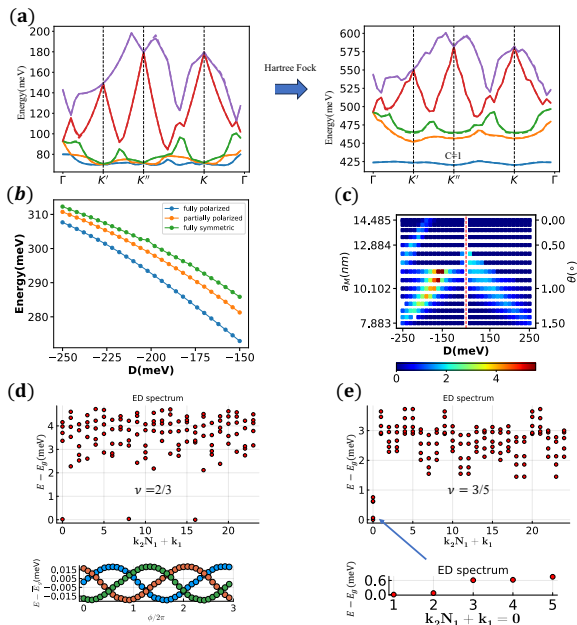 (a)
200
180
160
140
120
100
80
Energy(meV)
Γ K′ K″ K Γ
Hartree Fock
600
575
550
525
500
475
450
425
Energy(meV)
C=1
Γ K′ K″ K Γ
(b)
310
300
290
280
Energy(meV)
fully polarized
partially polarized
fully symmetric
-250 -225 -200 -175 -150
D(meV)
(c)
14.485
12.884
10.102
7.883
a_M(nm)
0.00
0.50
1.00
1.50
θ(∘)
-250 -150 0 150 250
D(meV)
0 2 4
(d)
ED spectrum
4
3
2
1
0
E − E_g(meV)
ν =2/3
0 5 10 15 20
k₂N₁ + k₁
0.015
0.005
−0.005
−0.015
0 1 2 3
ϕ/2π
(e)
ED spectrum
3
2
1
0
E − E_g(meV)
ν = 3/5
0 5 10 15 20
k₂N₁ + k₁
ED spectrum
0.6
0.0
E − E_g(meV)
1 2 3 4 5
k₂N₁ + k₁ = 0